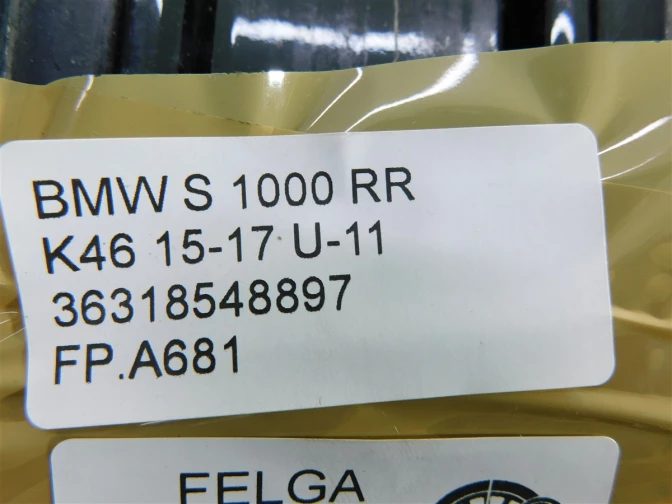 BMW S 1000 RR
K46 15-17 U-11
36318548897
FP.A681
FELGA